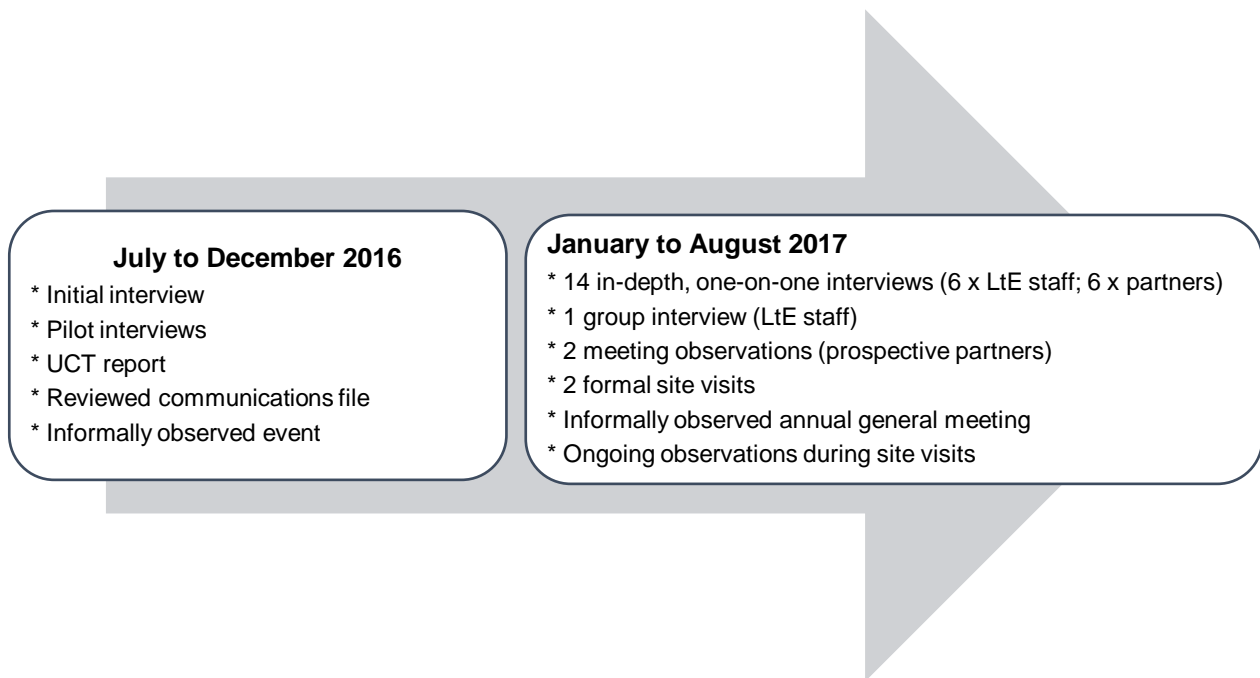 July to December 2016
* Initial interview
* Pilot interviews
* UCT report
* Reviewed communications file
* Informally observed event
January to August 2017
* 14 in-depth, one-on-one interviews (6 x LtE staff; 6 x partners)
* 1 group interview (LtE staff)
* 2 meeting observations (prospective partners)
* 2 formal site visits
* Informally observed annual general meeting
* Ongoing observations during site visits